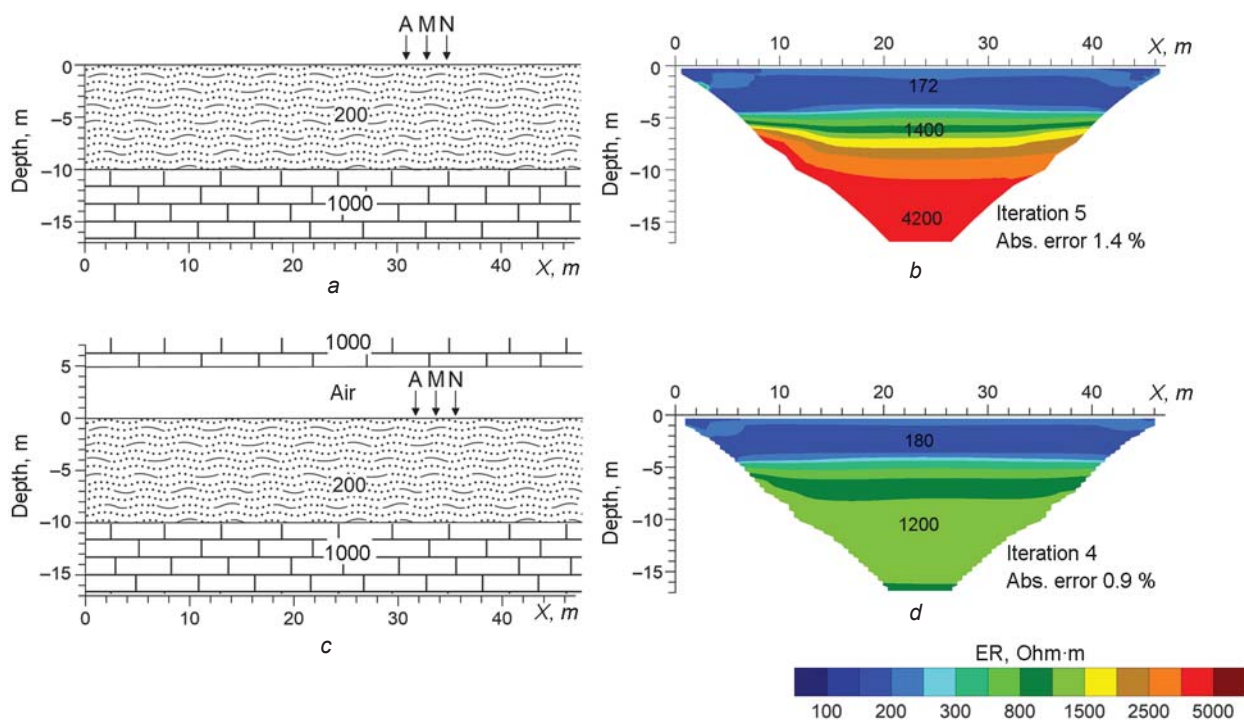 A M N
0
200
–5
Depth, m
–10
1000
–15
0 20 30 40 X, m
a
0 10 20 30 40 X, m
0
172
–5
1400
Depth, m
–10
–15
4200
Iteration 5
Abs. error 1.4 %
b
1000
5
Air
A M N
0
200
–5
Depth, m
–10
1000
–15
0 10 20 30 40 X, m
c
0 10 20 30 40 X, m
0
180
–5
Depth, m
–10
1200
–15
Iteration 4
Abs. error 0.9 %
d
ER, Ohm·m
100 200 300 800 1500 2500 5000